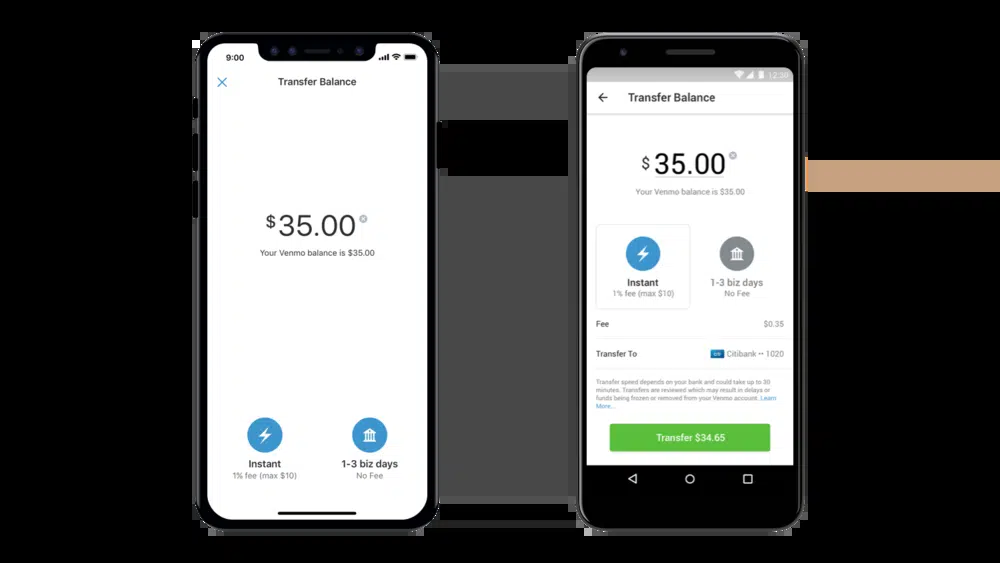 9:00
Transfer Balance
$35.00
Your Venmo balance is $35.00
Instant
1% fee (max $10)
1-3 biz days
No Fee
12:30
Transfer Balance
$35.00
Your Venmo balance is $35.00
Instant
1% fee (max $10)
1-3 biz days
No Fee
Fee
$0.35
Transfer To
Citibank •• 1020
Transfer speed depends on your bank and could take up to 30
minutes. Transfers are reviewed which may result in delays or
funds being frozen or removed from your Venmo account. Learn
More...
Transfer $34.65